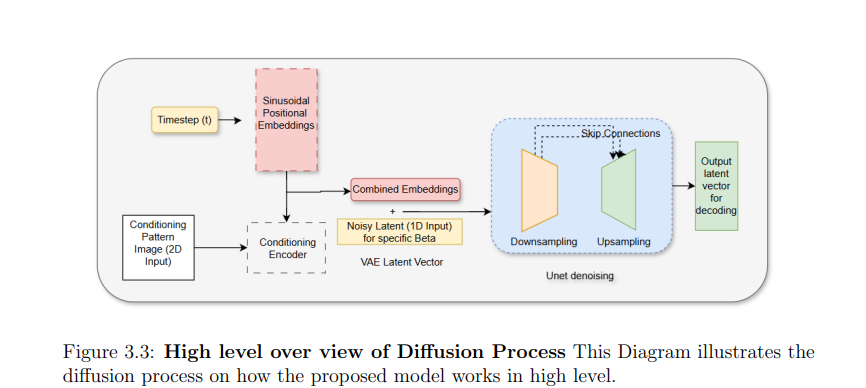 Sinusoidal
Positional
Embeddings
Timestep (t)
Skip Connections
Output
latent
vector
for
decoding
Combined Embeddings
+
Conditioning
Pattern
Image (2D
Input)
Conditioning
Encoder
Noisy Latent (1D Input)
for specific Beta
VAE Latent Vector
Downsampling
Upsampling
Unet denoising
Figure 3.3: High level over view of Diffusion Process This Diagram illustrates the
diffusion process on how the proposed model works in high level.